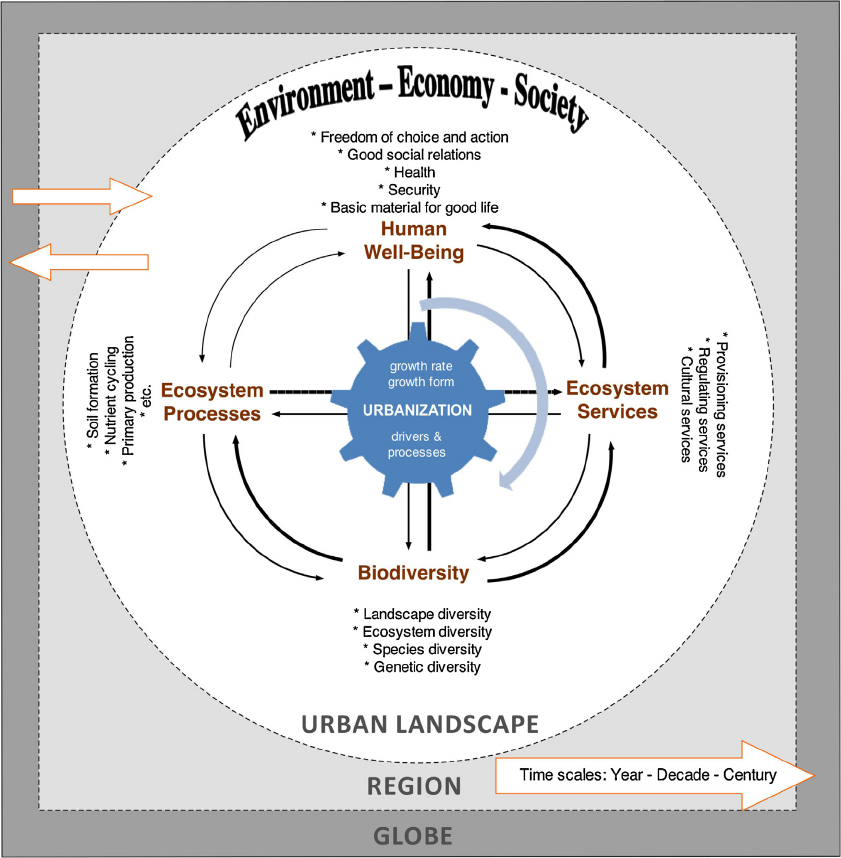 Environment – Economy - Society
* Freedom of choice and action
* Good social relations
* Health
* Security
* Basic material for good life
Human
Well-Being
* Soil formation
* Nutrient cycling
* Primary production
* etc.
Ecosystem
Processes
growth rate
growth form
URBANIZATION
drivers &
processes
Ecosystem
Services
* Provisioning services
* Regulating services
* Cultural services
Biodiversity
* Landscape diversity
* Ecosystem diversity
* Species diversity
* Genetic diversity
URBAN LANDSCAPE
Time scales: Year - Decade - Century
REGION
GLOBE